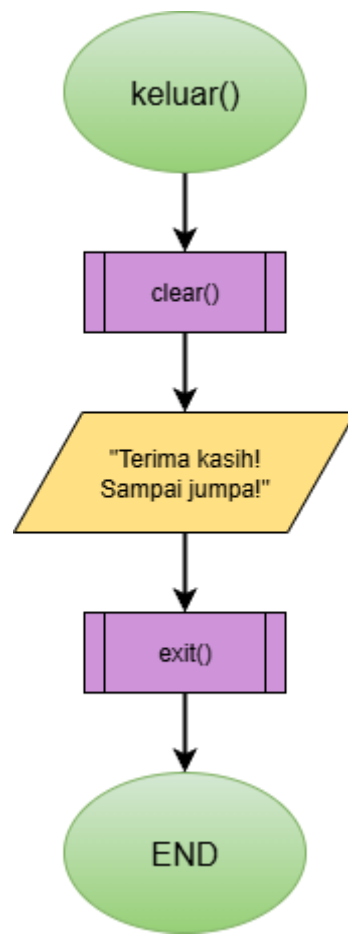 keluar()
clear()
"Terima kasih!
Sampai jumpa!"
exit()
END